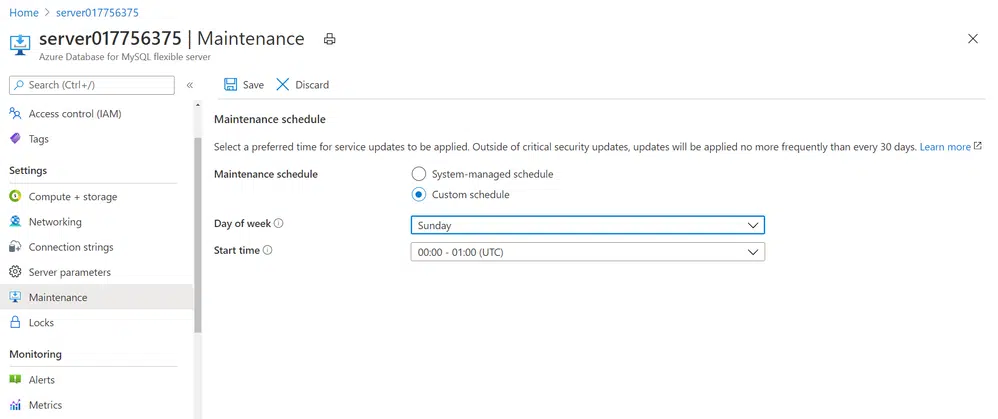 Home > server017756375
server017756375 | Maintenance
Azure Database for MySQL flexible server
Search (Ctrl+/)
«
Save
Discard
Access control (IAM)
Tags
Settings
Compute + storage
Networking
Connection strings
Server parameters
Maintenance
Locks
Monitoring
Alerts
Metrics
Maintenance schedule
Select a preferred time for service updates to be applied. Outside of critical security updates, updates will be applied no more frequently than every 30 days. Learn more
Maintenance schedule
System-managed schedule
Custom schedule
Day of week
Sunday
Start time
00:00 - 01:00 (UTC)